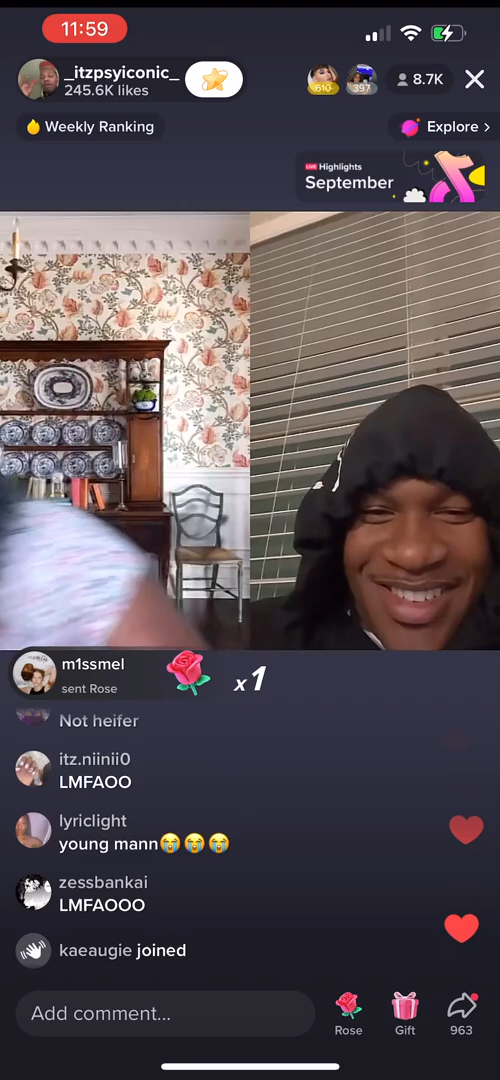 11:59
_itzpsyiconic_
245.6K likes
610
397
8.7K
Weekly Ranking
Explore >
LIVE Highlights
September
m1ssmel
sent Rose
x1
Not heifer
itz.niinii0
LMFAOO
lyriclight
young mann😭😭😭
zessbankai
LMFAOOO
kaeaugie joined
Add comment...
Rose
Gift
963